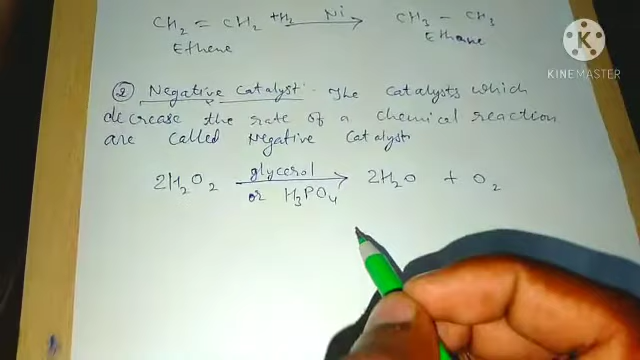 CH₂ = CH₂ +H₂ Ni → CH₃ - CH₃
Ethene Ethane
KINEMASTER
② Negative Catalyst:- The Catalysts which
decrease the rate of a chemical reaction
are called Negative Catalysts
2H₂O₂ glycerol or H₃PO₄ → 2H₂O + O₂